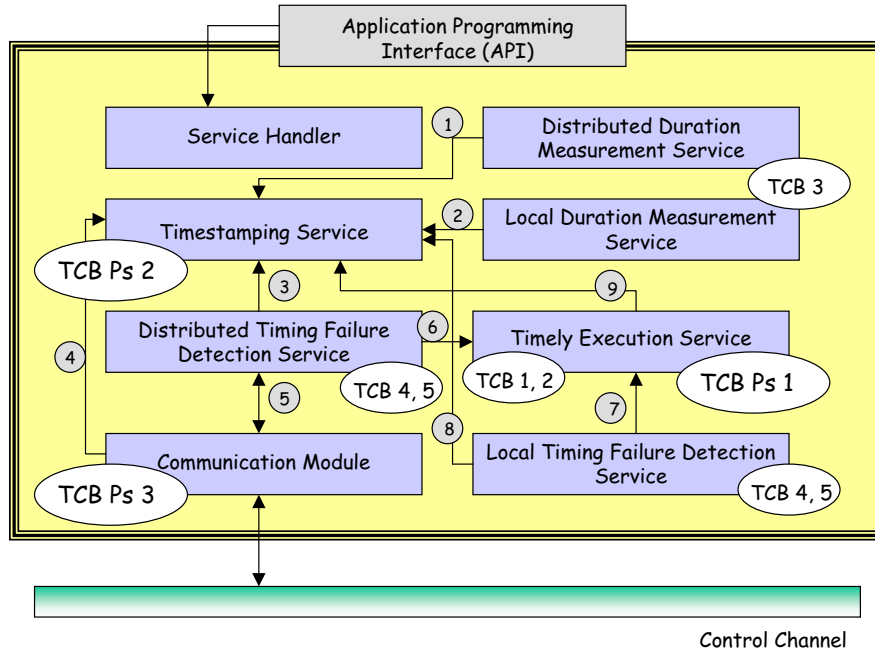 Application Programming
Interface (API)
Service Handler
1
Distributed Duration
Measurement Service
TCB 3
Timestamping Service
2
Local Duration Measurement
Service
TCB Ps 2
3
9
Distributed Timing Failure
Detection Service
6
Timely Execution Service
4
TCB 4, 5
TCB 1, 2
TCB Ps 1
5
7
8
Communication Module
Local Timing Failure Detection
Service
TCB Ps 3
TCB 4, 5
Control Channel